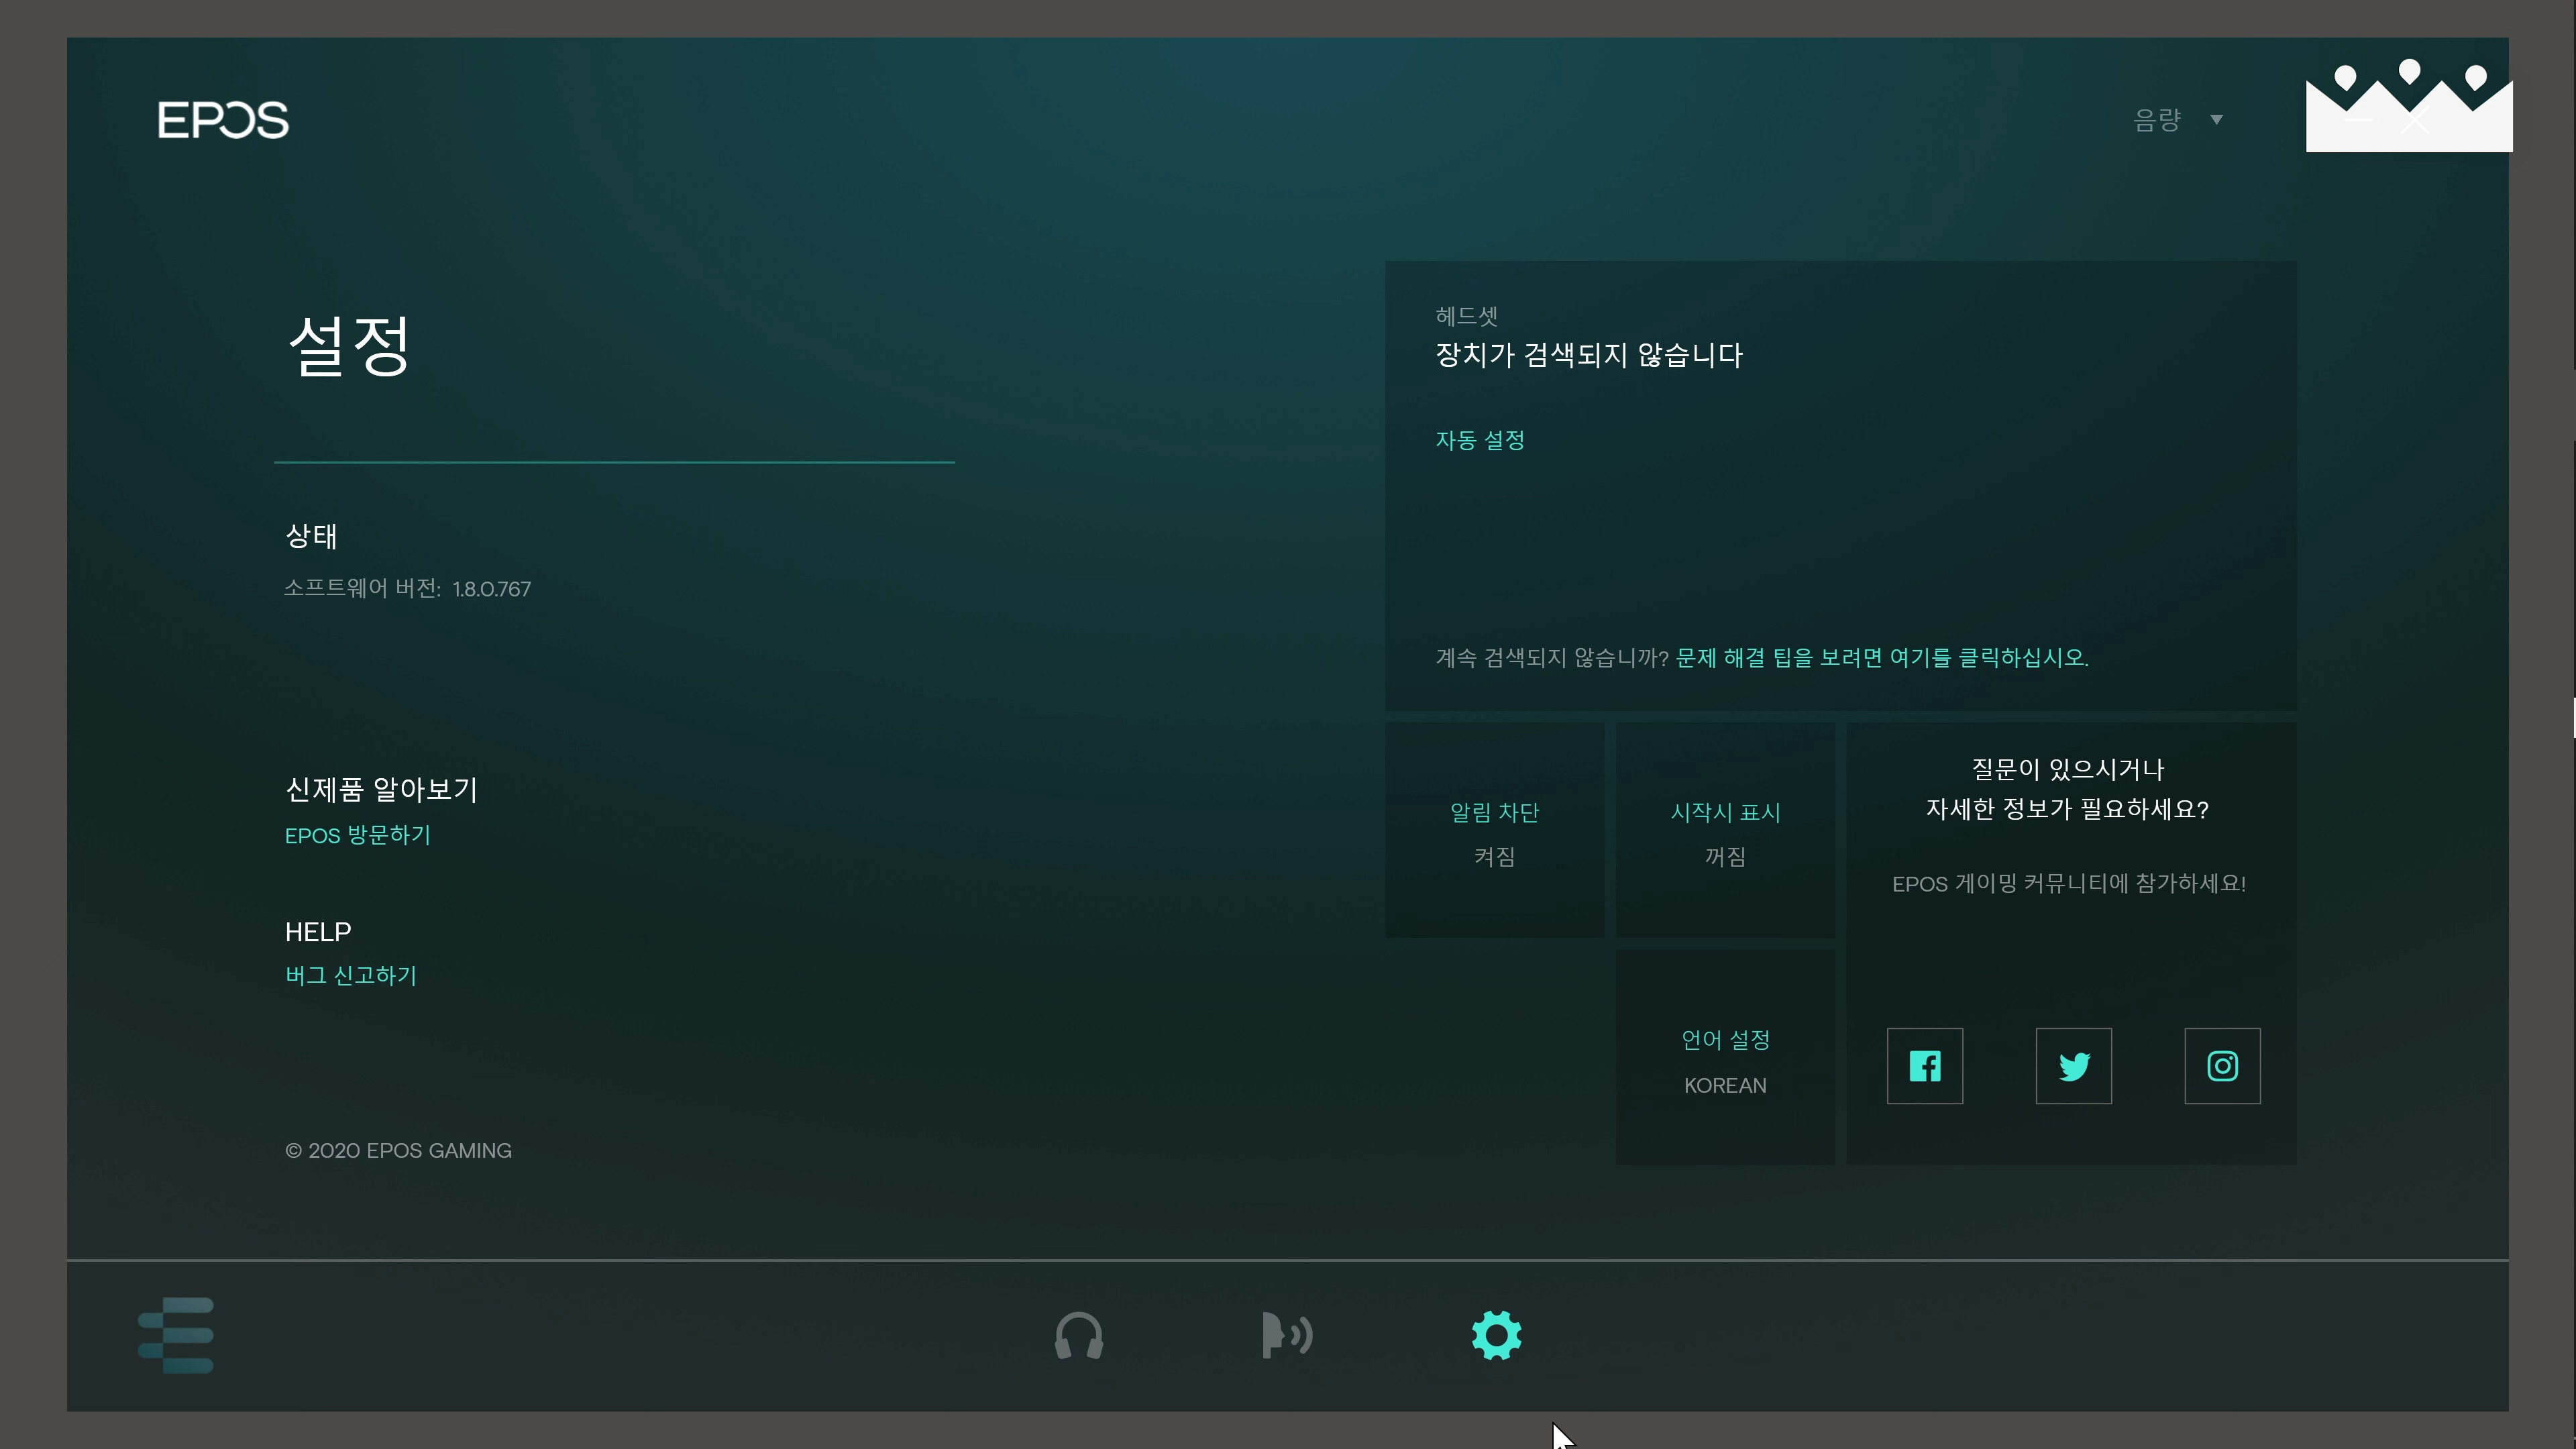 EPOS
음량
설정
상태
소프트웨어 버전: 1.8.0.767
신제품 알아보기
EPOS 방문하기
HELP
버그 신고하기
© 2020 EPOS GAMING
헤드셋
장치가 검색되지 않습니다
자동 설정
계속 검색되지 않습니까? 문제 해결 팁을 보려면 여기를 클릭하십시오.
알림 차단
켜짐
시작시 표시
꺼짐
언어 설정
KOREAN
질문이 있으시거나
자세한 정보가 필요하세요?
EPOS 게이밍 커뮤니티에 참가하세요!